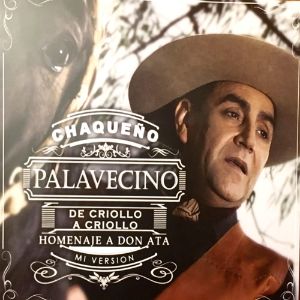 CHAQUEÑO
PALAVECINO
DE CRIOLLO
A CRIOLLO
HOMENAJE A DON ATA
MI VERSION